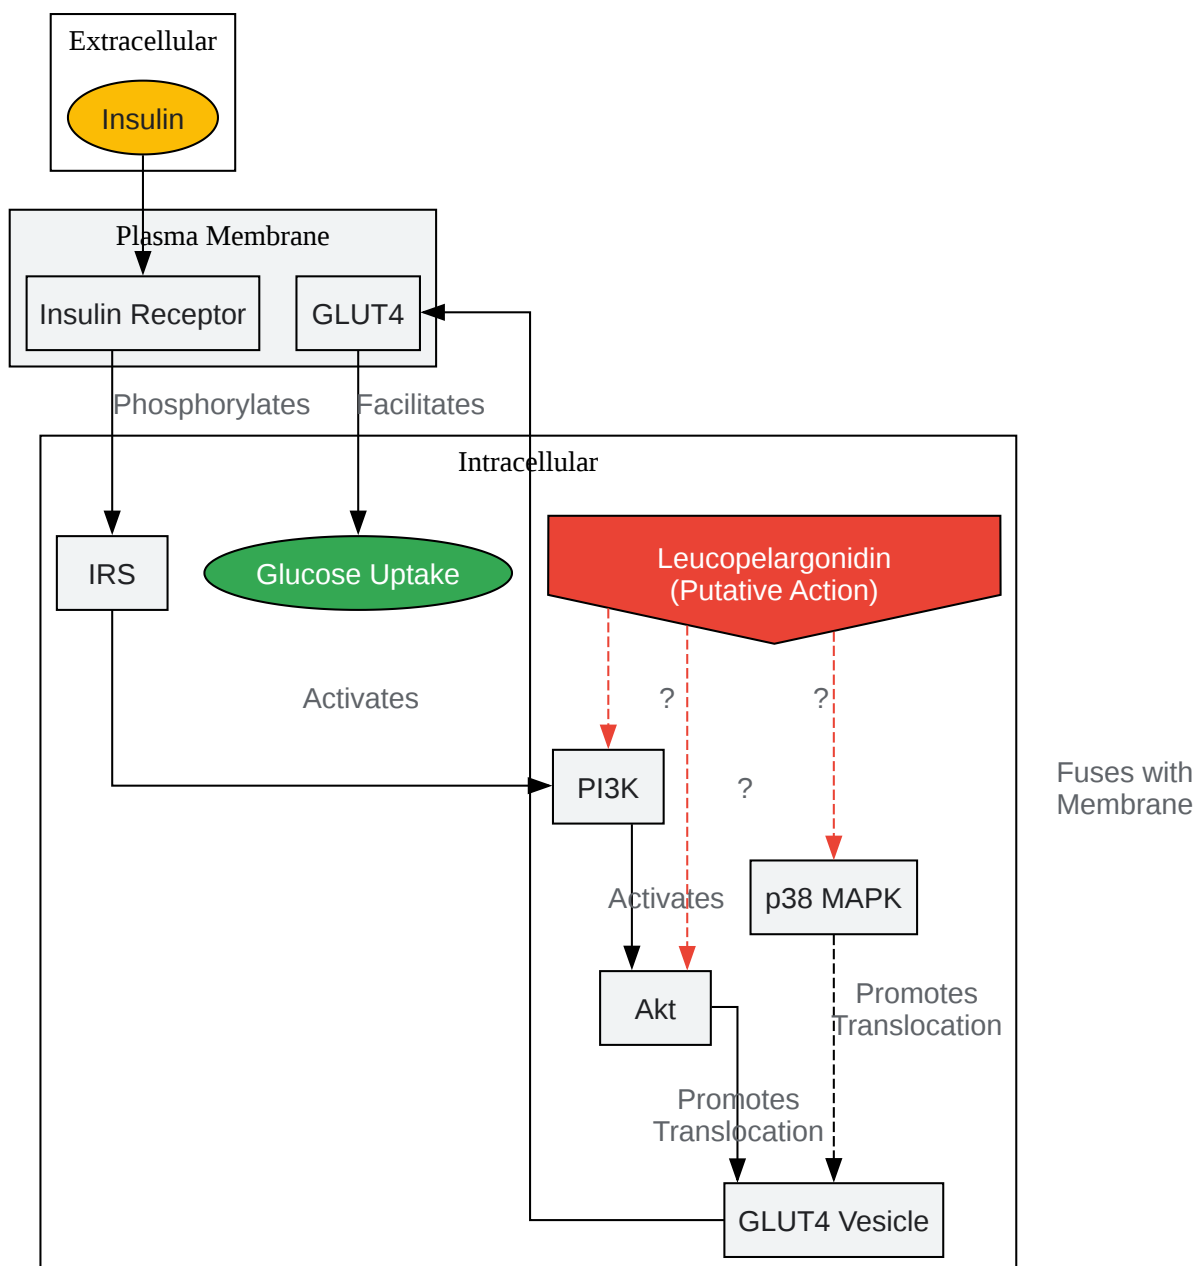 Extracellular
Insulin
Plasma Membrane
Insulin Receptor
GLUT4
Phosphorylates
Facilitates
Intracellular
IRS
Glucose Uptake
Leucopelargonidin
(Putative Action)
Activates
?
?
PI3K
?
Fuses with
Membrane
Activates
p38 MAPK
Akt
Promotes
Translocation
Promotes
Translocation
GLUT4 Vesicle